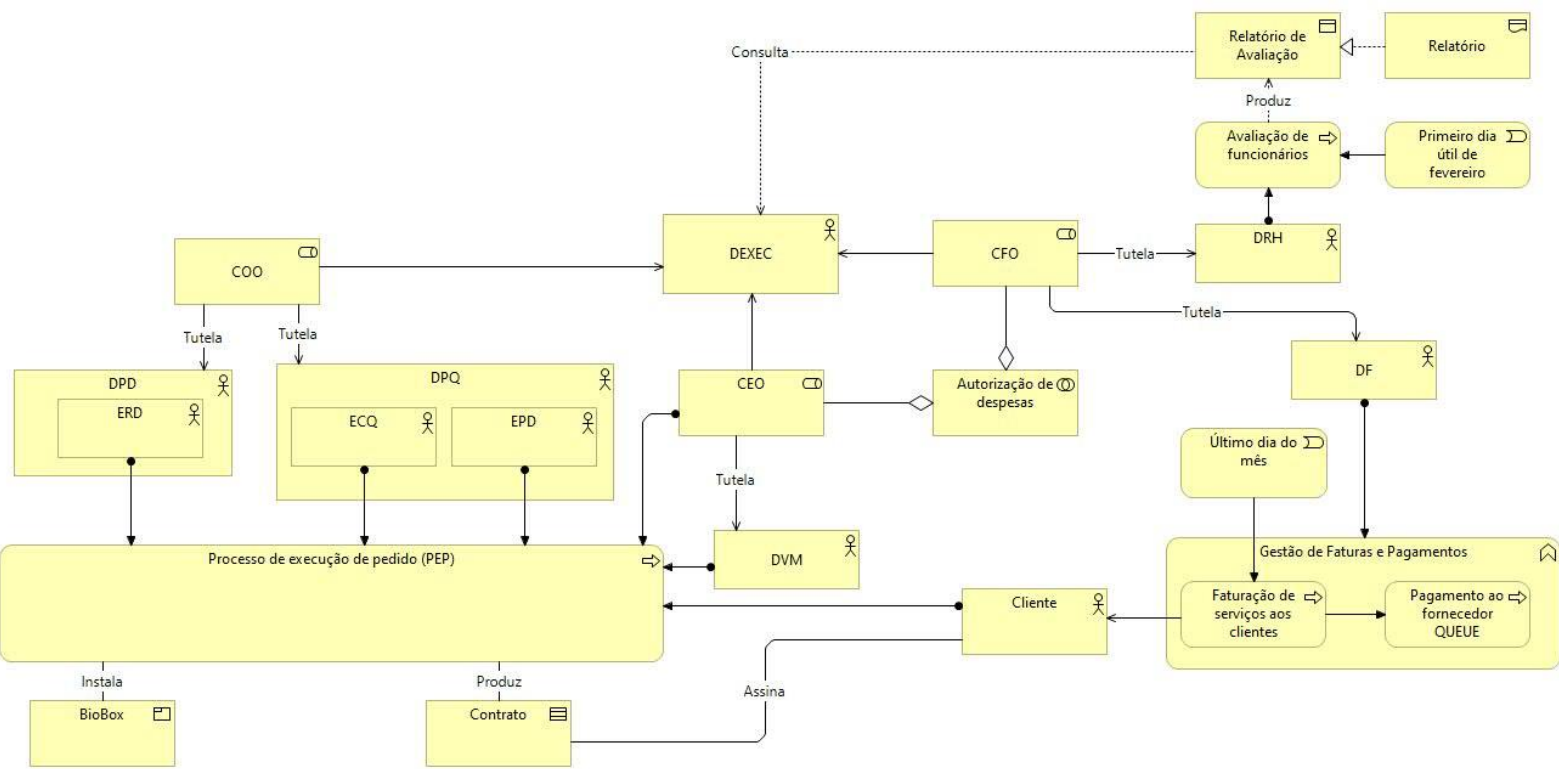 Relatório de
Avaliação
Relatório
Consulta
Produz
Avaliação de
funcionários
Primeiro dia
útil de
fevereiro
COO
DEXEC
CFO
Tutela
DRH
Tutela
Tutela
Tutela
DPD
ERD
DPQ
ECQ
EPD
CEO
Autorização de
despesas
DF
Último dia do
mês
Tutela
Processo de execução de pedido (PEP)
DVM
Gestão de Faturas e Pagamentos
Cliente
Faturação de
serviços aos
clientes
Pagamento ao
fornecedor
QUEUE
Instala
Produz
Assina
BioBox
Contrato